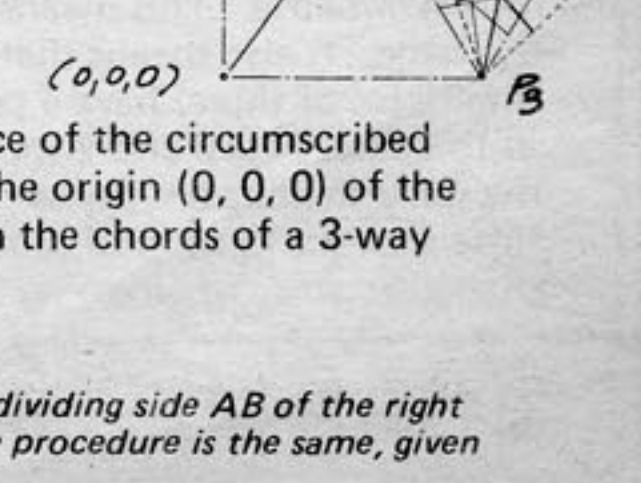 (0,0,0)
P3
ce of the circumscribed
he origin (0, 0, 0) of the
the chords of a 3-way
dividing side AB of the right
procedure is the same, given